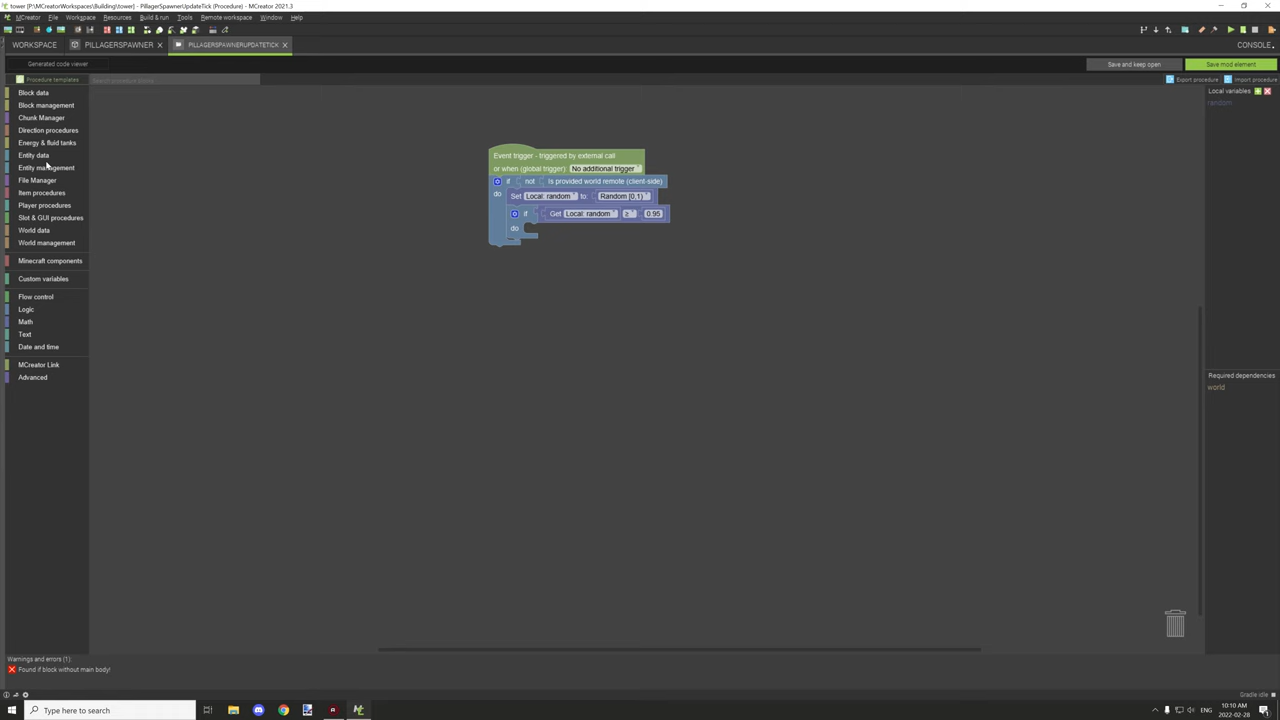 tower [P:\MCreatorWorkspaces\Building\tower] - PillagerSpawnerUpdateTick (Procedure) - MCreator 2021.3
MCreator File Workspace Resources Build & run Tools Remote workspace Window Help
WORKSPACE PILLAGERSPAWNER PILLAGERSPAWNERUPDATETICK CONSOLE
Generated code viewer Save and keep open Save mod element
Procedure templates Search procedure blocks Export procedure Import procedure
Block data
Block management
Chunk Manager
Direction procedures
Energy & fluid tanks
Entity data
Entity management
File Manager
Item procedures
Player procedures
Slot & GUI procedures
World data
World management
Minecraft components
Custom variables
Flow control
Logic
Math
Text
Date and time
MCreator Link
Advanced
Event trigger - triggered by external call
or when (global trigger): No additional trigger
if not Is provided world remote (client-side)
do Set Local: random to: Random [0,1)
if Get Local: random ≥ 0.95
do
Local variables
random
Required dependencies
world
Warnings and errors (1):
Found if block without main body!
Gradle idle
Type here to search
ENG
10:10 AM
2022-02-28